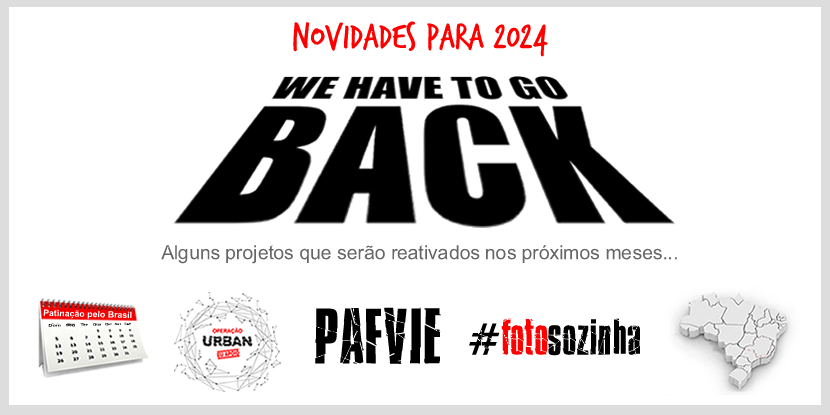 NOVIDADES PARA 2024
WE HAVE TO GO
BACK
Alguns projetos que serão reativados nos próximos meses...
Patinação pelo Brasil
OPERAÇÃO
URBAN
PAFVIE
#fotosozinha